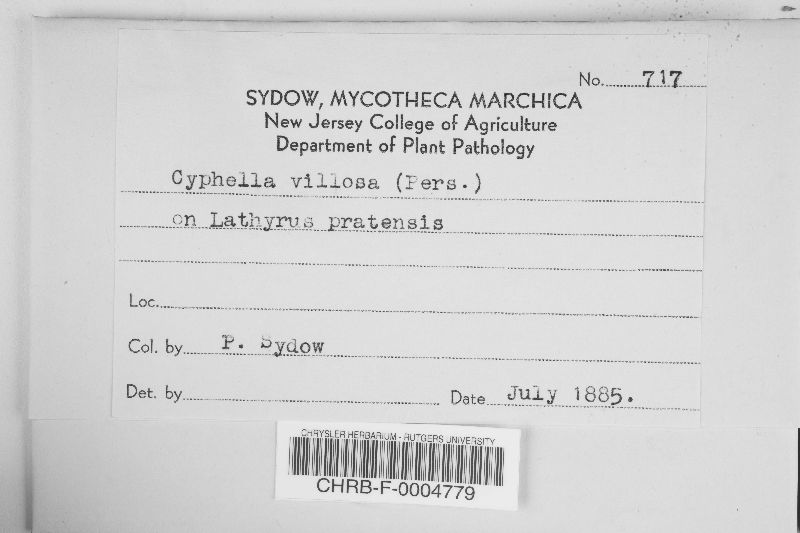 No. 717
SYDOW, MYCOTHECA MARCHICA
New Jersey College of Agriculture
Department of Plant Pathology
Cyphella villosa (Pers.)
on Lathyrus pratensis
Loc.
Col. by P. Sydow
Det. by Date July 1885.
CHRYSLER HERBARIUM - RUTGERS UNIVERSITY
CHRB-F-0004779